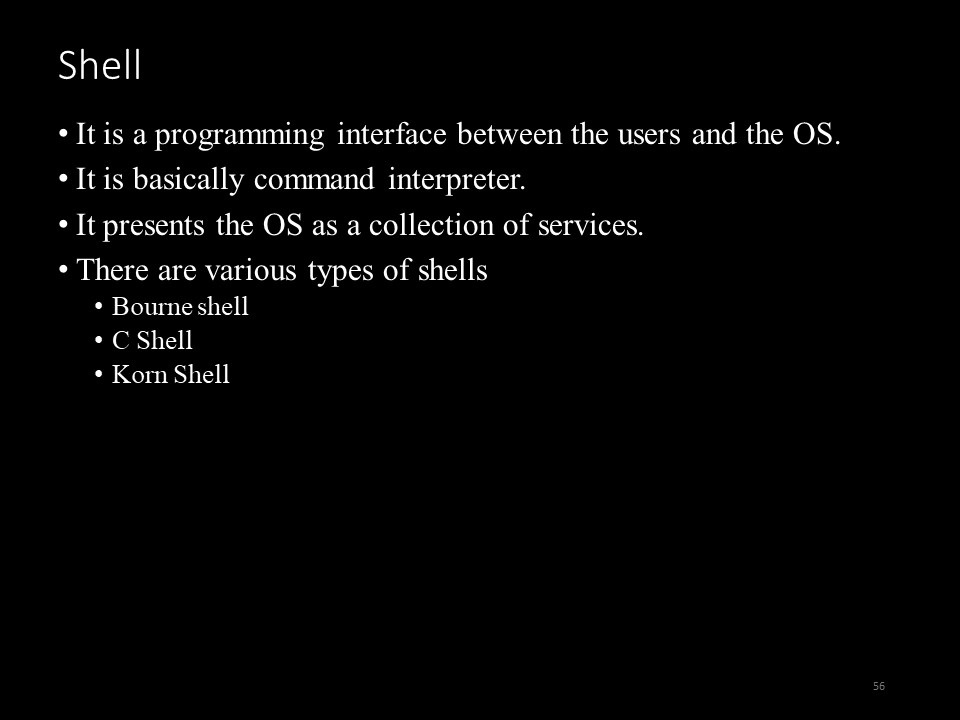 Shell
• It is a programming interface between the users and the OS.
• It is basically command interpreter.
• It presents the OS as a collection of services.
• There are various types of shells
• Bourne shell
• C Shell
• Korn Shell
56